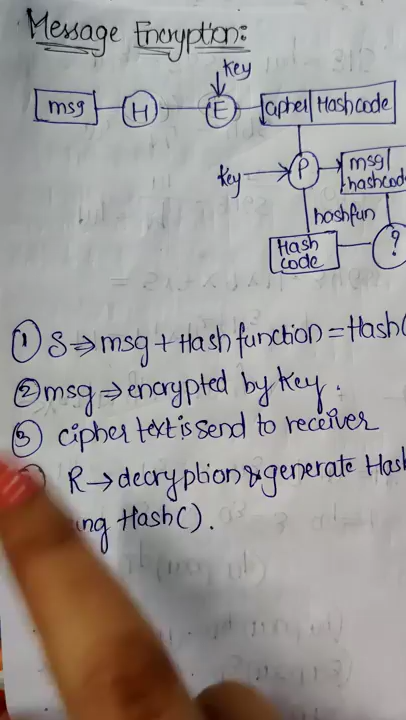 Message Encryption:
key
msg H E Cipher Hashcode
key P msg/
hashcode
hashfun
Hash
code ?
① S⇒msg + Hash function = Hash(
② msg ⇒ encrypted by key.
③ cipher text is send to receiver
R→decryption & generate Hash
Hash().